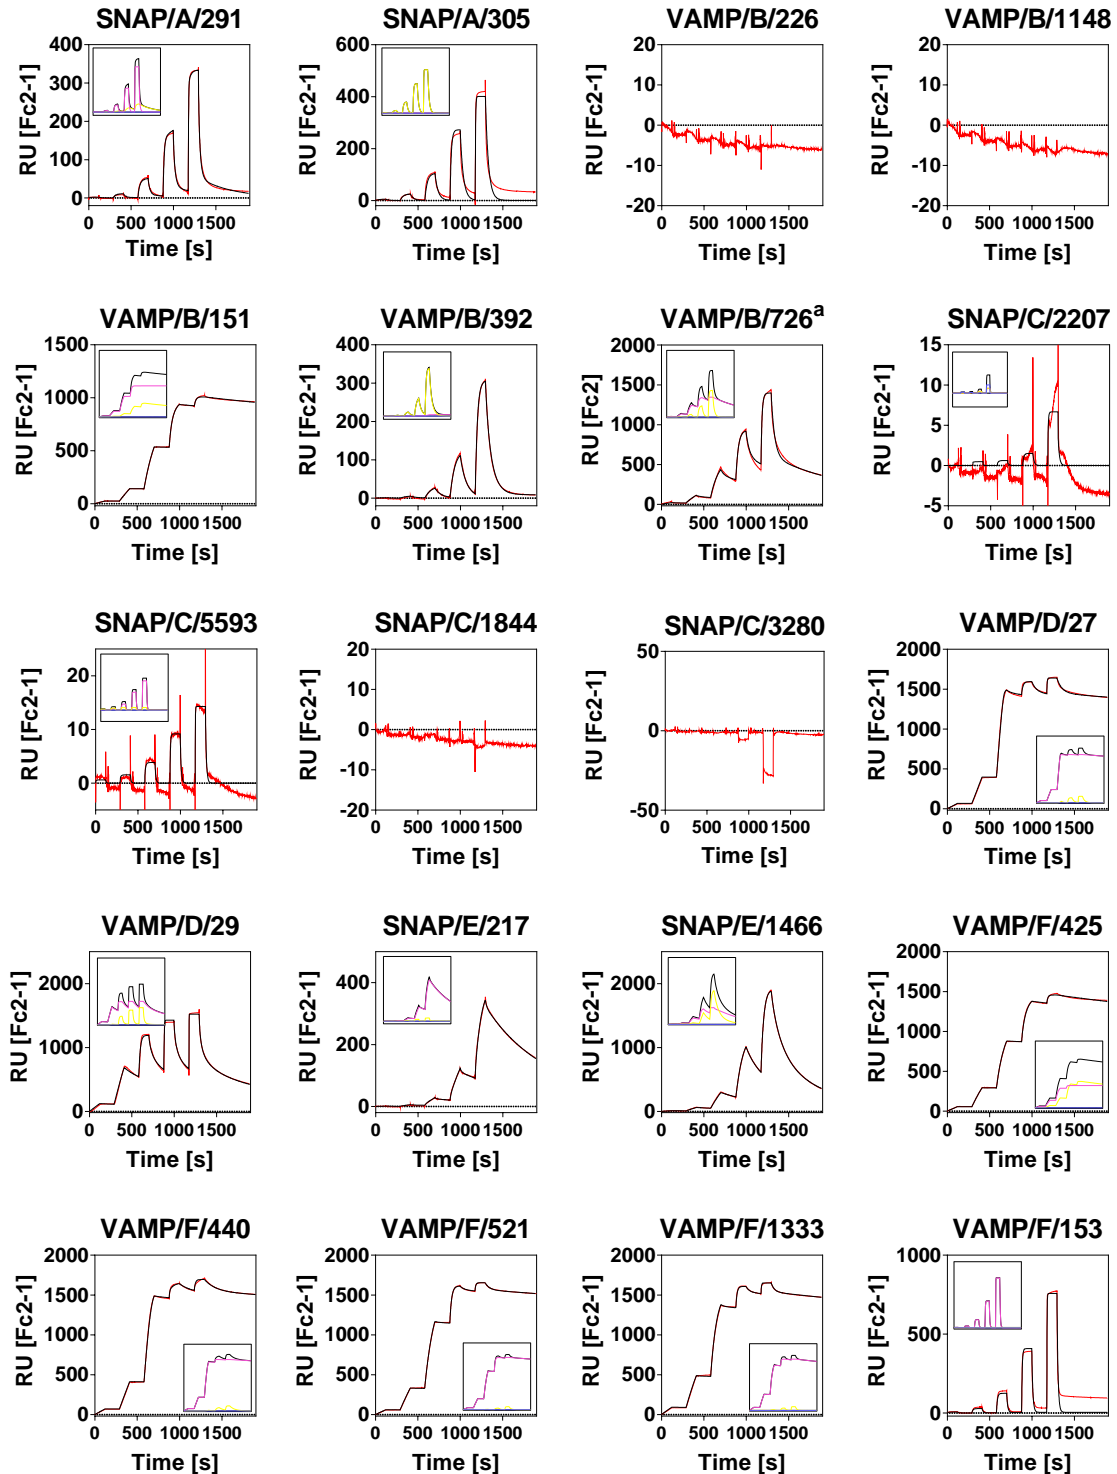 SNAP/A/291
SNAP/A/305
VAMP/B/226
VAMP/B/1148
RU [Fc2-1]
400
300
200
100
0
0 500 1000 1500
Time [s]
RU [Fc2-1]
600
400
200
0
0 500 1000 1500
Time [s]
RU [Fc2-1]
20
10
0
-10
-20
0 500 1000 1500
Time [s]
RU [Fc2-1]
20
10
0
-10
-20
0 500 1000 1500
Time [s]
VAMP/B/151
VAMP/B/392
VAMP/B/726a
SNAP/C/2207
RU [Fc2-1]
1500
1000
500
0
0 500 1000 1500
Time [s]
RU [Fc2-1]
400
300
200
100
0
0 500 1000 1500
Time [s]
RU [Fc2]
2000
1500
1000
500
0
0 500 1000 1500
Time [s]
RU [Fc2-1]
15
10
5
0
-5
0 500 1000 1500
Time [s]
SNAP/C/5593
SNAP/C/1844
SNAP/C/3280
VAMP/D/27
RU [Fc2-1]
20
10
0
0 500 1000 1500
Time [s]
RU [Fc2-1]
20
10
0
-10
-20
0 500 1000 1500
Time [s]
RU [Fc2-1]
50
0
-50
0 500 1000 1500
Time [s]
RU [Fc2-1]
2000
1500
1000
500
0
0 500 1000 1500
Time [s]
VAMP/D/29
SNAP/E/217
SNAP/E/1466
VAMP/F/425
RU [Fc2-1]
2000
1000
0
0 500 1000 1500
Time [s]
RU [Fc2-1]
400
200
0
0 500 1000 1500
Time [s]
RU [Fc2-1]
2000
1000
0
0 500 1000 1500
Time [s]
RU [Fc2-1]
2000
1500
1000
500
0
0 500 1000 1500
Time [s]
VAMP/F/440
VAMP/F/521
VAMP/F/1333
VAMP/F/153
RU [Fc2-1]
2000
1500
1000
500
0
0 500 1000 1500
Time [s]
RU [Fc2-1]
2000
1500
1000
500
0
0 500 1000 1500
Time [s]
RU [Fc2-1]
2000
1500
1000
500
0
0 500 1000 1500
Time [s]
RU [Fc2-1]
1000
500
0
0 500 1000 1500
Time [s]